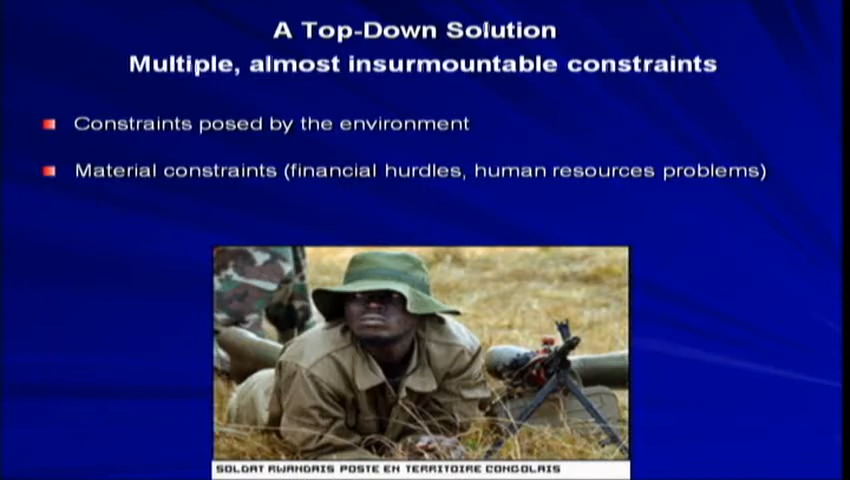 A Top-Down Solution
Multiple, almost insurmountable constraints
Constraints posed by the environment
Material constraints (financial hurdles, human resources problems)
SOLDAT RWANDAIS POSTE EN TERRITOIRE CONGOLAIS